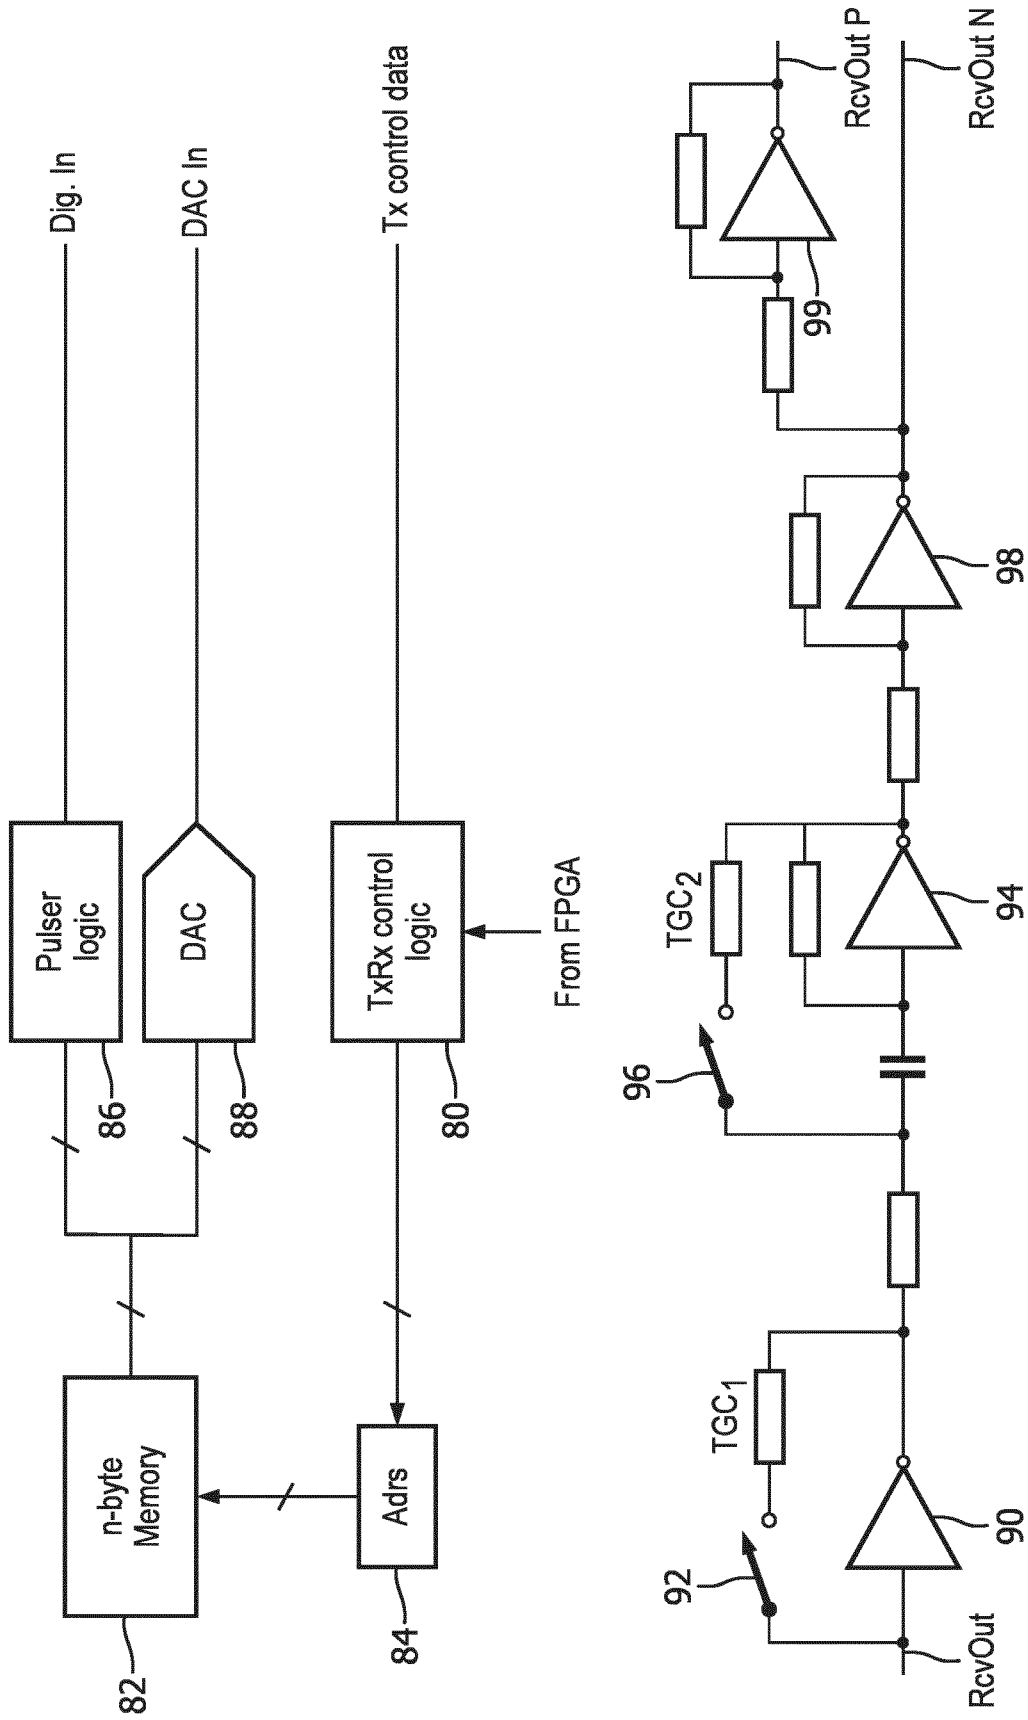 Dig. In
DAC In
Tx control data
Pulser
logic
86
DAC
88
TxRx control
logic
80
From FPGA
n-byte
Memory
82
Adrs
84
RcvOut P
RcvOut N
99
98
TGC2
96
94
TGC1
92
90
RcvOut